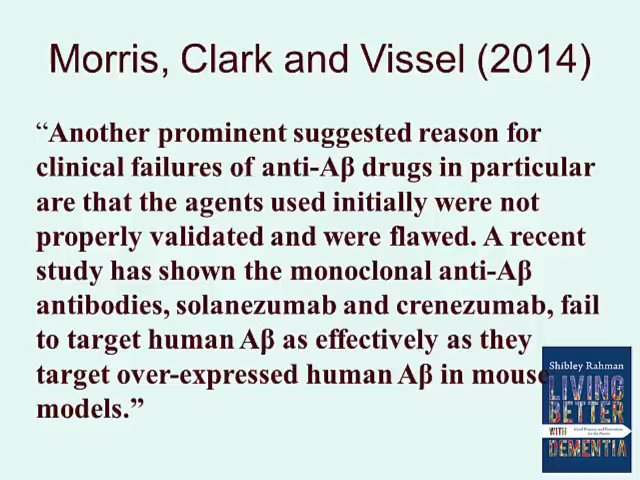 Morris, Clark and Vissel (2014)
“Another prominent suggested reason for
clinical failures of anti-Aβ drugs in particular
are that the agents used initially were not
properly validated and were flawed. A recent
study has shown the monoclonal anti-Aβ
antibodies, solanezumab and crenezumab, fail
to target human Aβ as effectively as they
target over-expressed human Aβ in mouse
models.”
Shibley Rahman
LIVING
BETTER
WITH
DEMENTIA